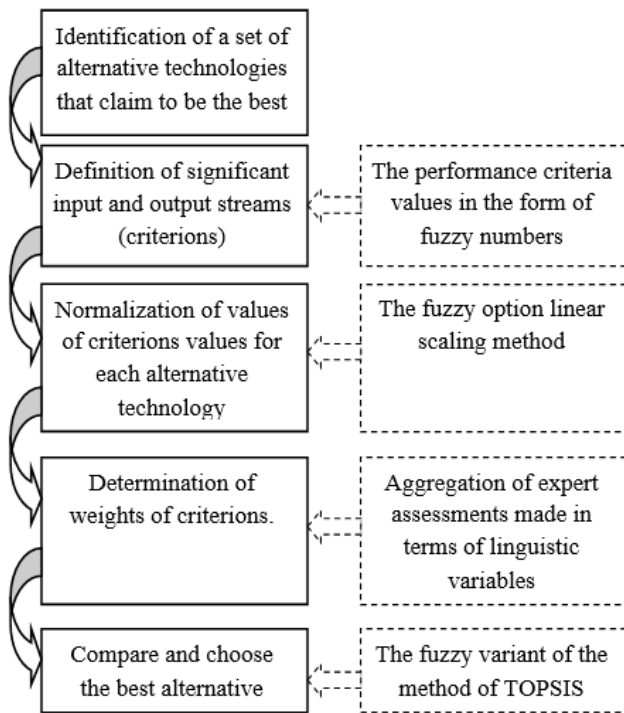 Identification of a set of
alternative technologies
that claim to be the best
Definition of significant
input and output streams
(criterions)
The performance criteria
values in the form of
fuzzy numbers
Normalization of values
of criterions values for
each alternative
technology
The fuzzy option linear
scaling method
Determination of
weights of criterions.
Aggregation of expert
assessments made in
terms of linguistic
variables
Compare and choose
the best alternative
The fuzzy variant of the
method of TOPSIS